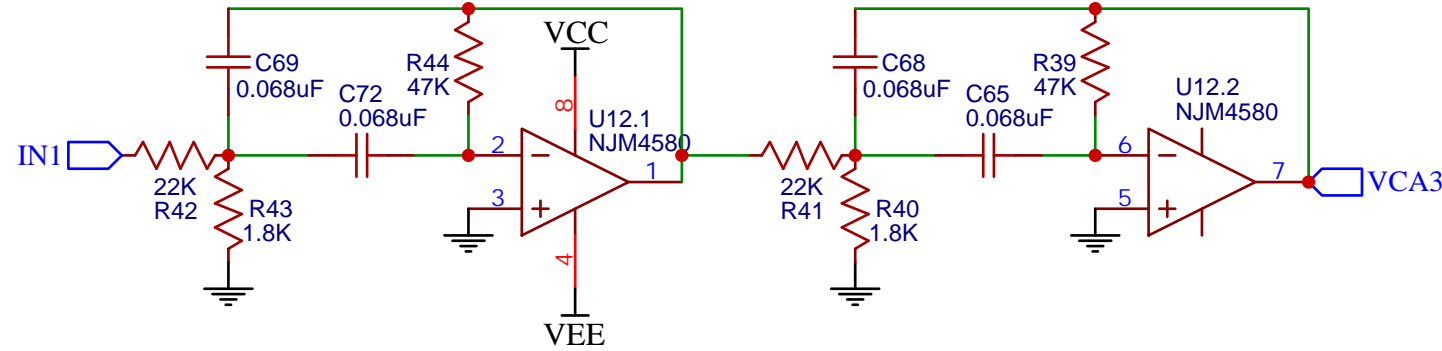 VCC
C69
0.068uF
R44
47K
C72
0.068uF
8
U12.1
NJM4580
IN1
2
1
3
22K
R42
R43
1.8K
4
VEE
C68
0.068uF
R39
47K
C65
0.068uF
U12.2
NJM4580
6
7
5
VCA3
22K
R41
R40
1.8K